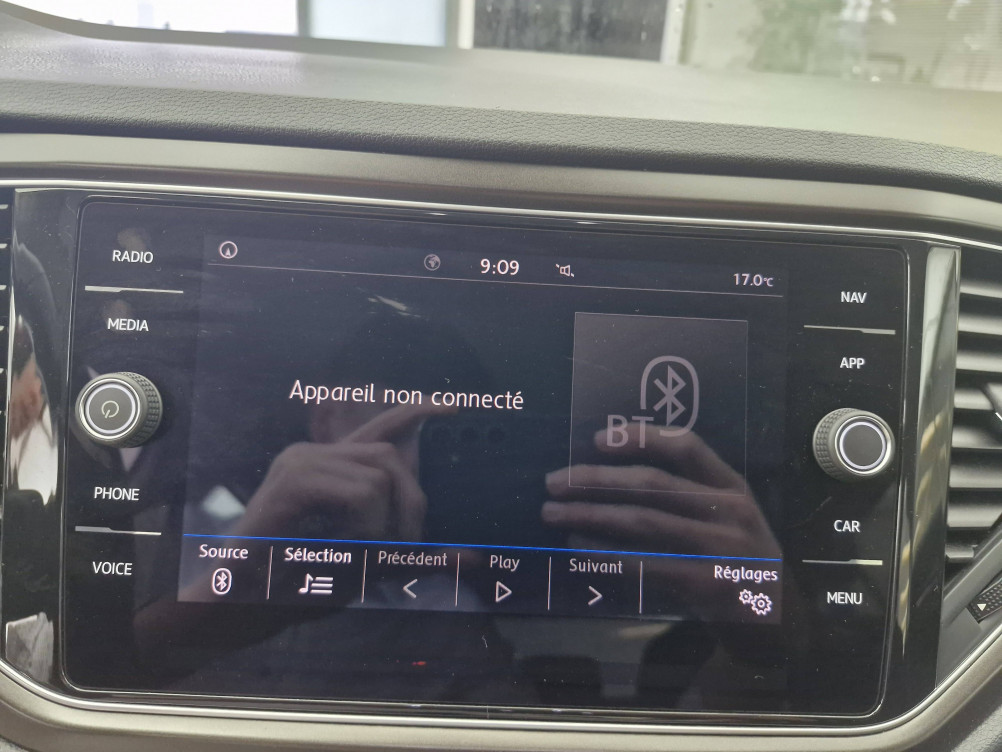 RADIO
MEDIA
PHONE
VOICE
9:09
17.0°C
Appareil non connecté
BT
Source
Sélection
Précédent
Play
Suivant
Réglages
NAV
APP
CAR
MENU